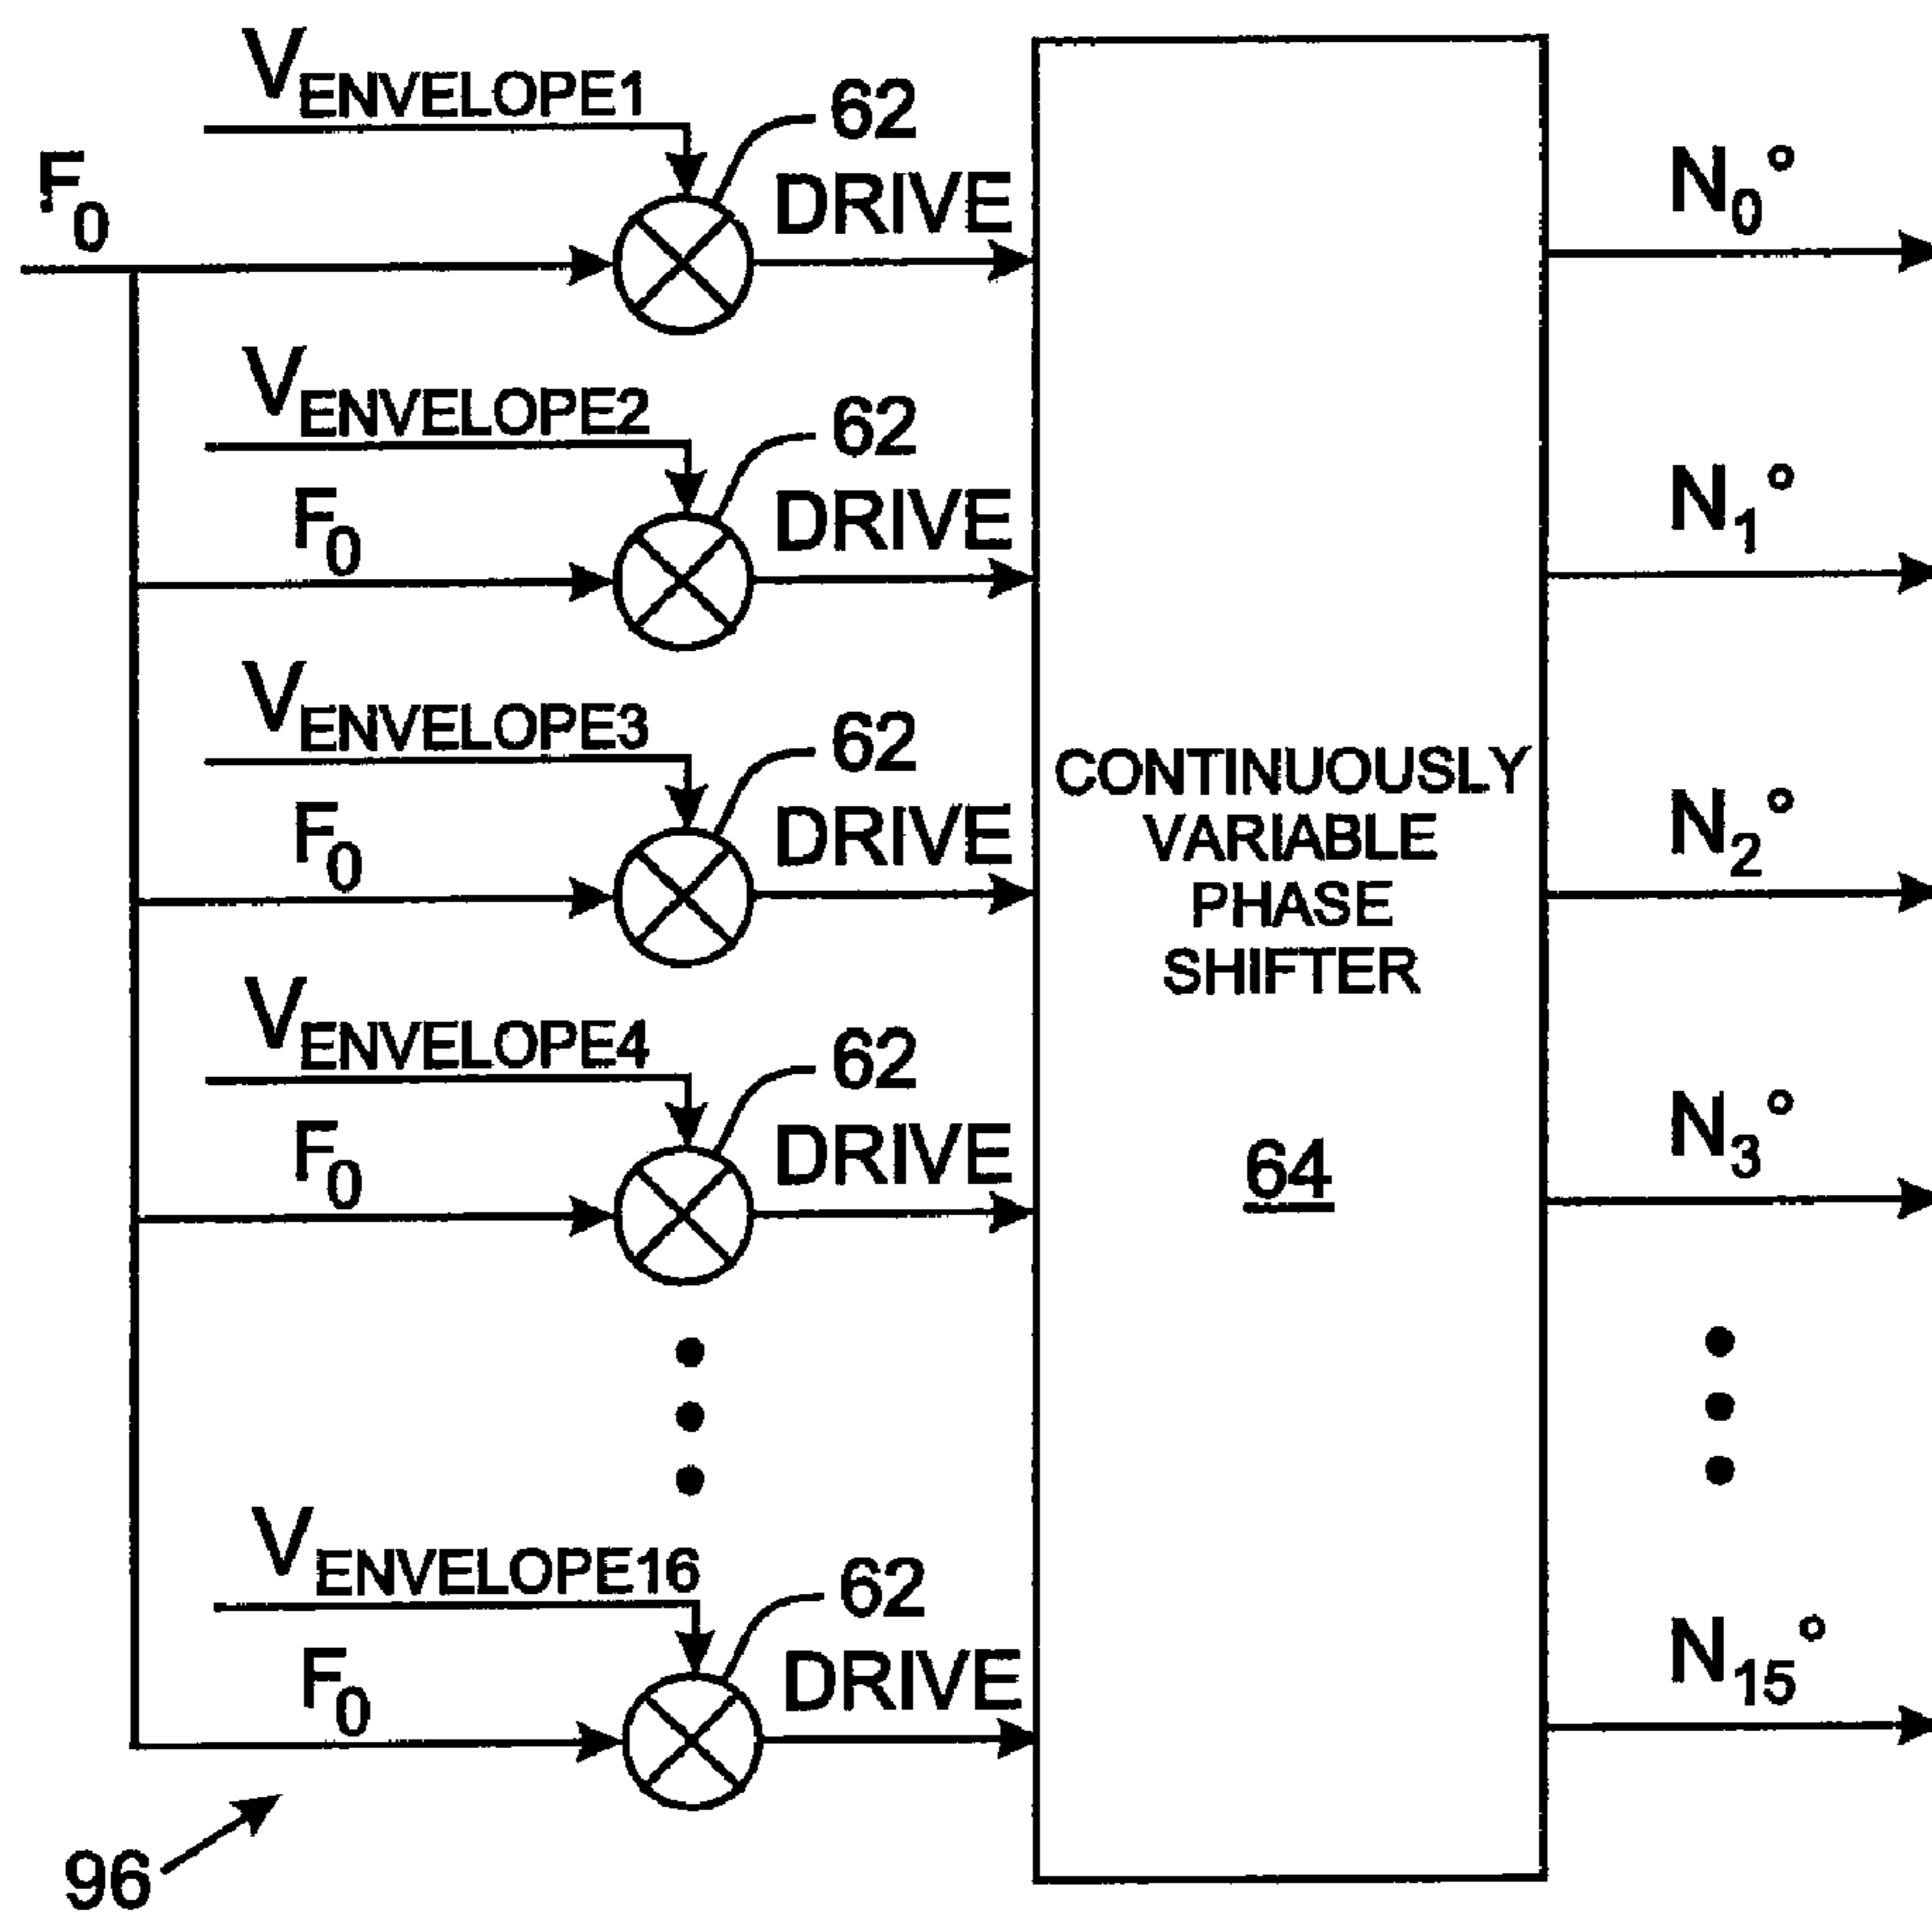 VENVELOPE1
62
F0
DRIVE
N0°
VENVELOPE2
62
F0
DRIVE
N1°
VENVELOPE3
62
F0
DRIVE
CONTINUOUSLY
VARIABLE
PHASE
SHIFTER
N2°
VENVELOPE4
62
F0
DRIVE
64
N3°
VENVELOPE16
62
F0
DRIVE
N15°
96